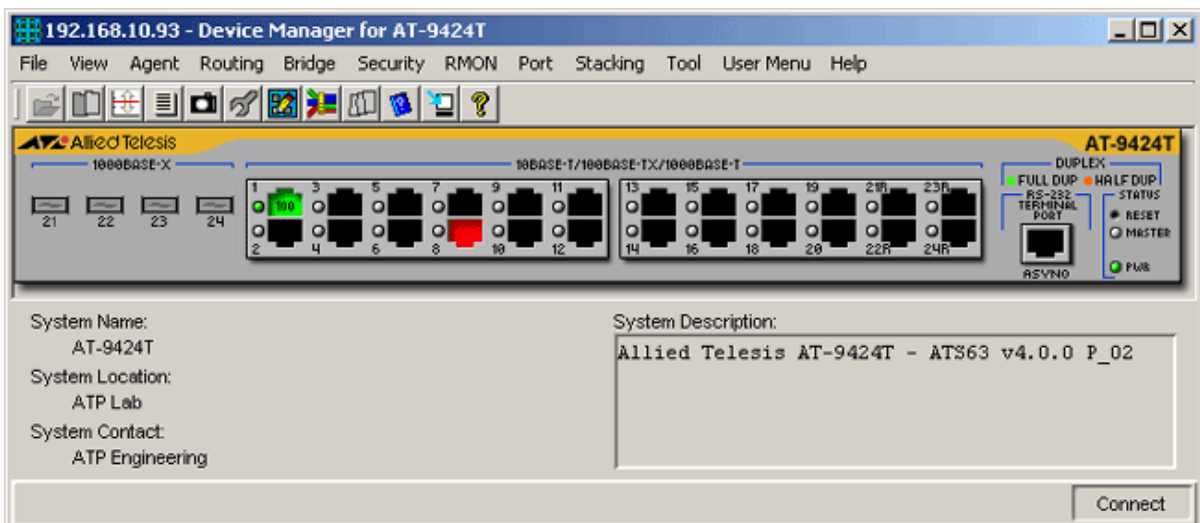 192.168.10.93 - Device Manager for AT-9424T
File View Agent Routing Bridge Security RMON Port Stacking Tool User Menu Help
Allied Telesis
AT-9424T
1000BASE-X
10BASE-T/100BASE-TX/1000BASE-T
DUPLEX
FULL DUP HALF DUP
1 3 5 7 9 11 13 15 17 19 21R 23R
100
21 22 23 24
2 4 6 8 10 12 14 16 18 20 22R 24R
RS-232
TERMINAL
PORT
ASYN0
STATUS
RESET
MASTER
PWR
System Name:
AT-9424T
System Location:
ATP Lab
System Contact:
ATP Engineering
System Description:
Allied Telesis AT-9424T - ATS63 v4.0.0 P_02
Connect